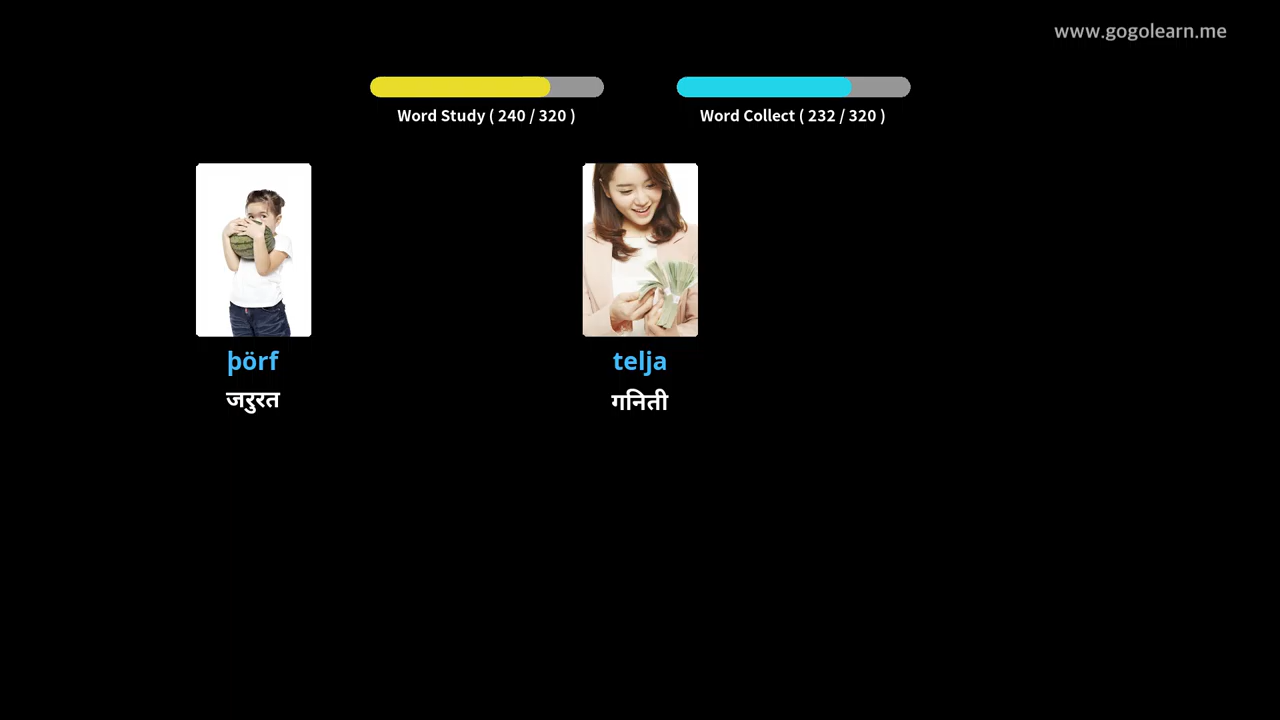 www.gogolearn.me
Word Study ( 240 / 320 )
Word Collect ( 232 / 320 )
þörf
telja
जरुरत
गनिती